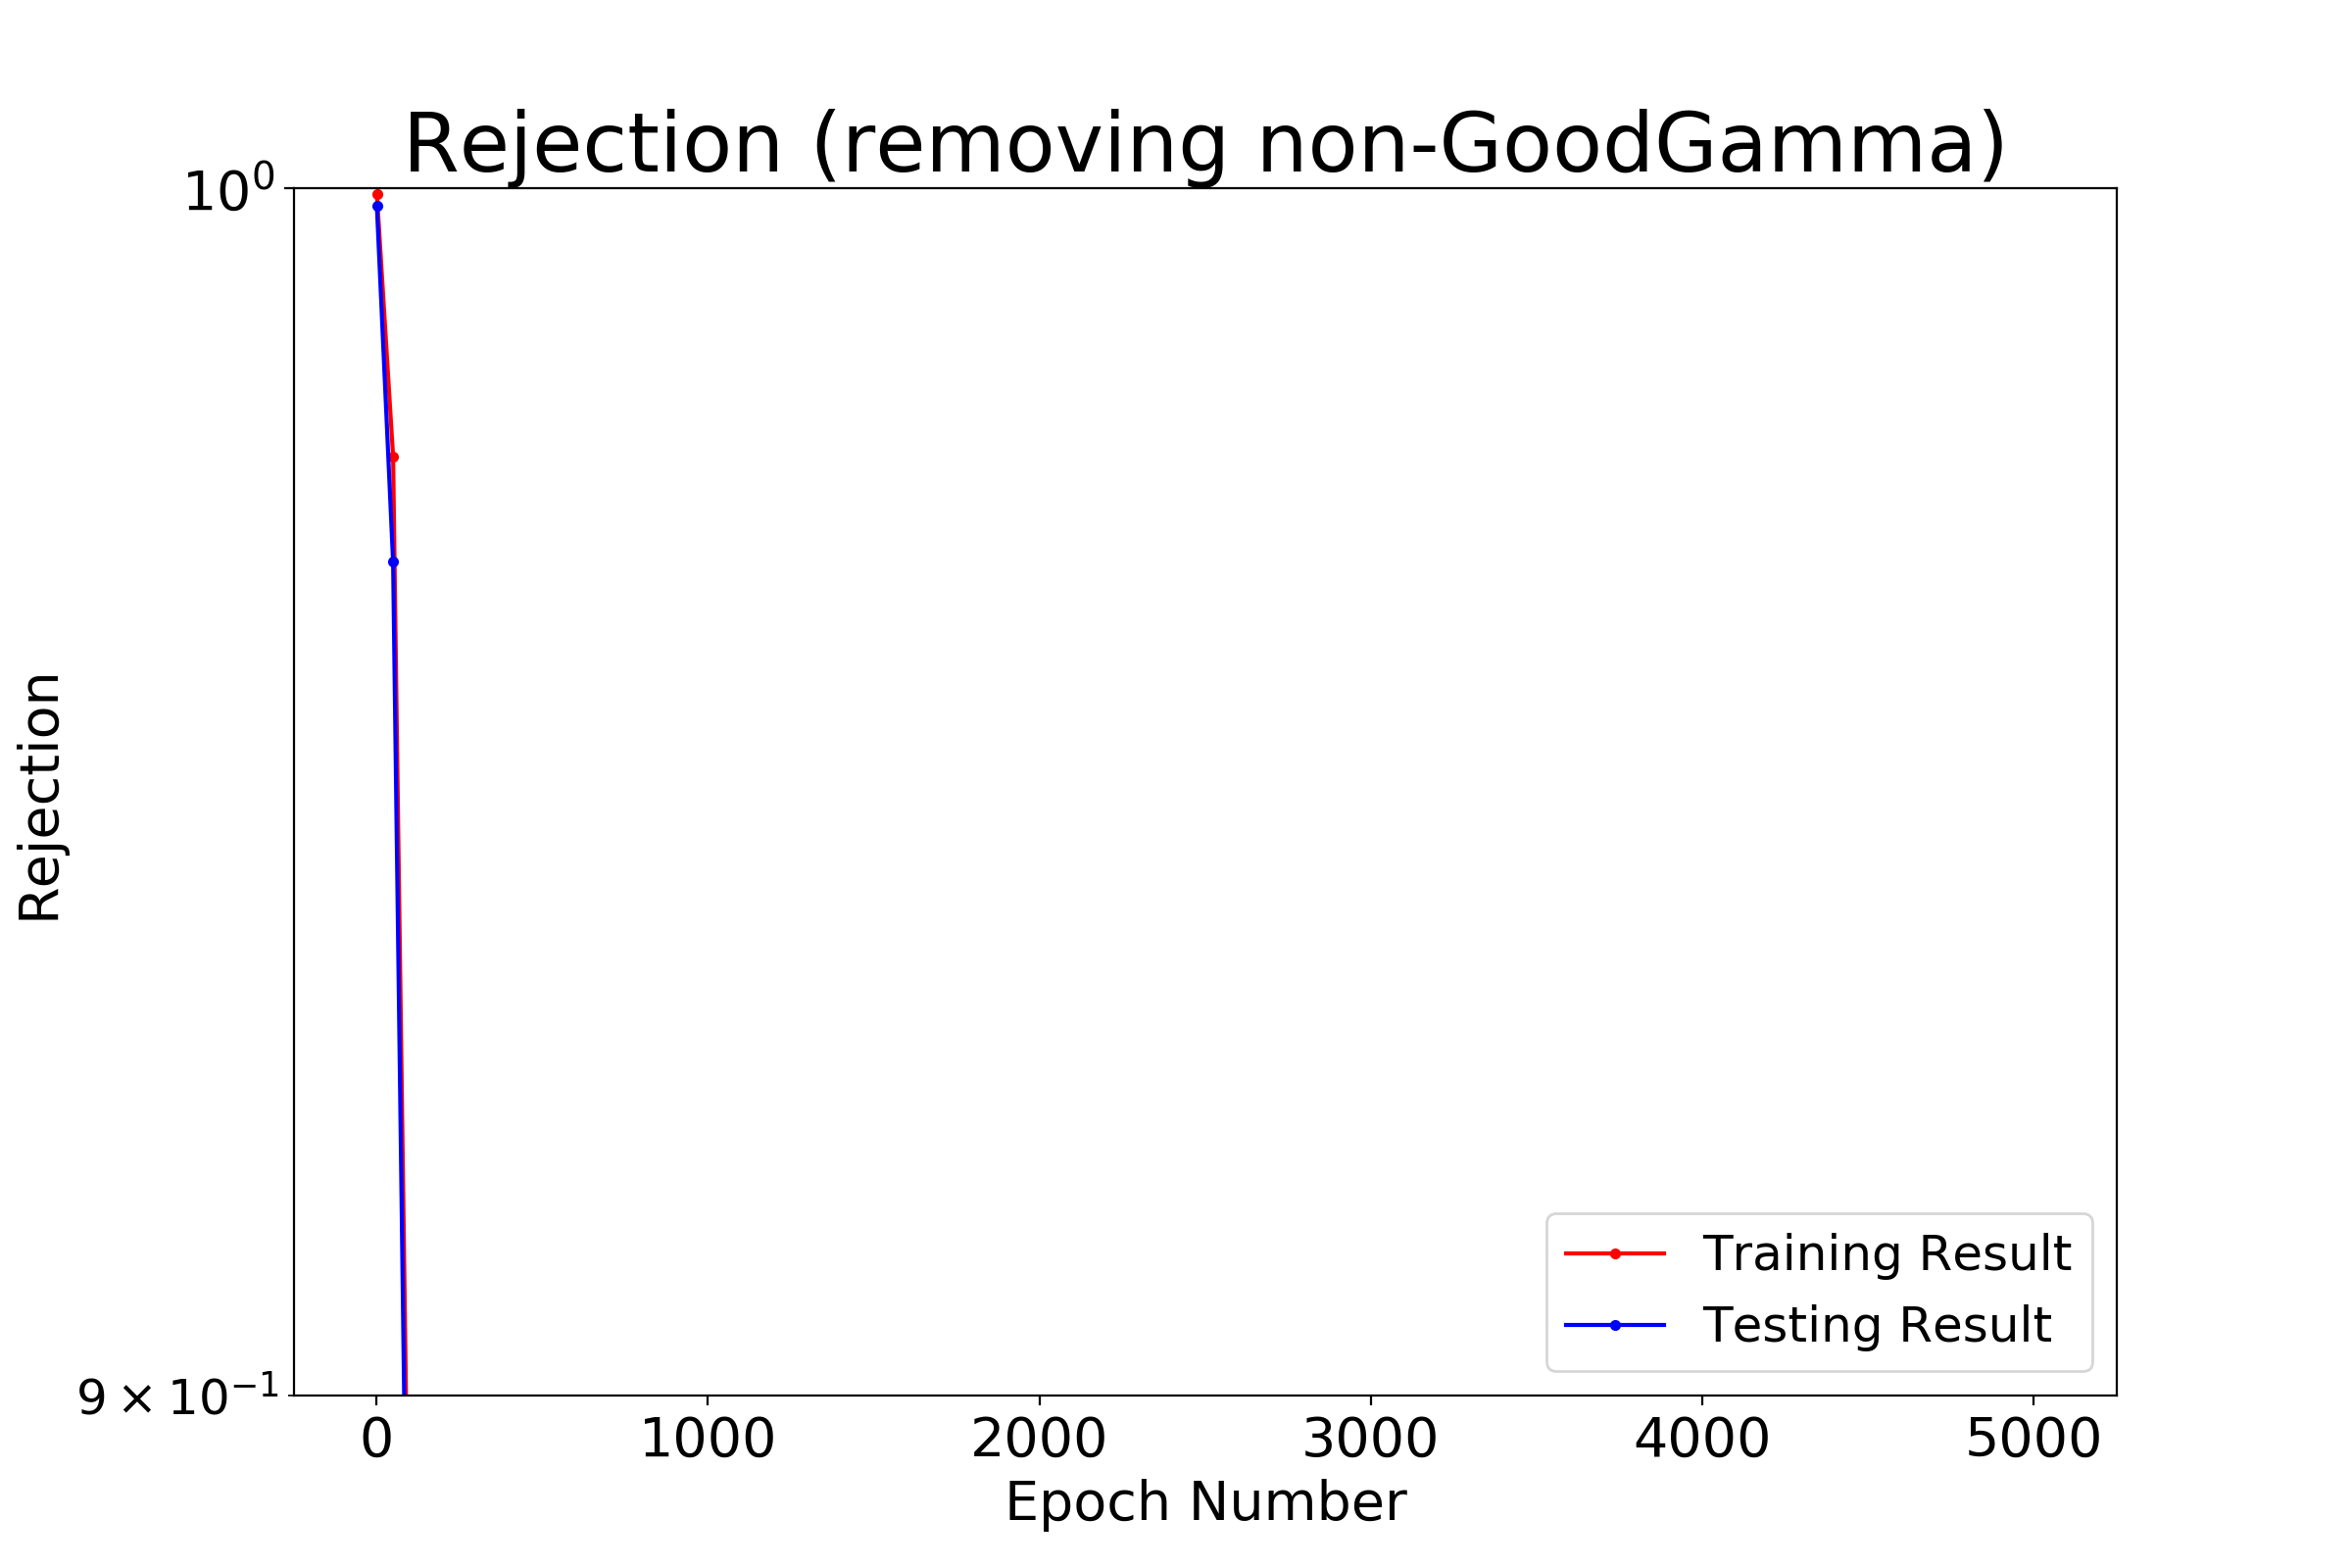 Rejection (removing non-GoodGamma)
10⁰
Rejection
9 × 10⁻¹
Training Result
Testing Result
0 1000 2000 3000 4000 5000
Epoch Number